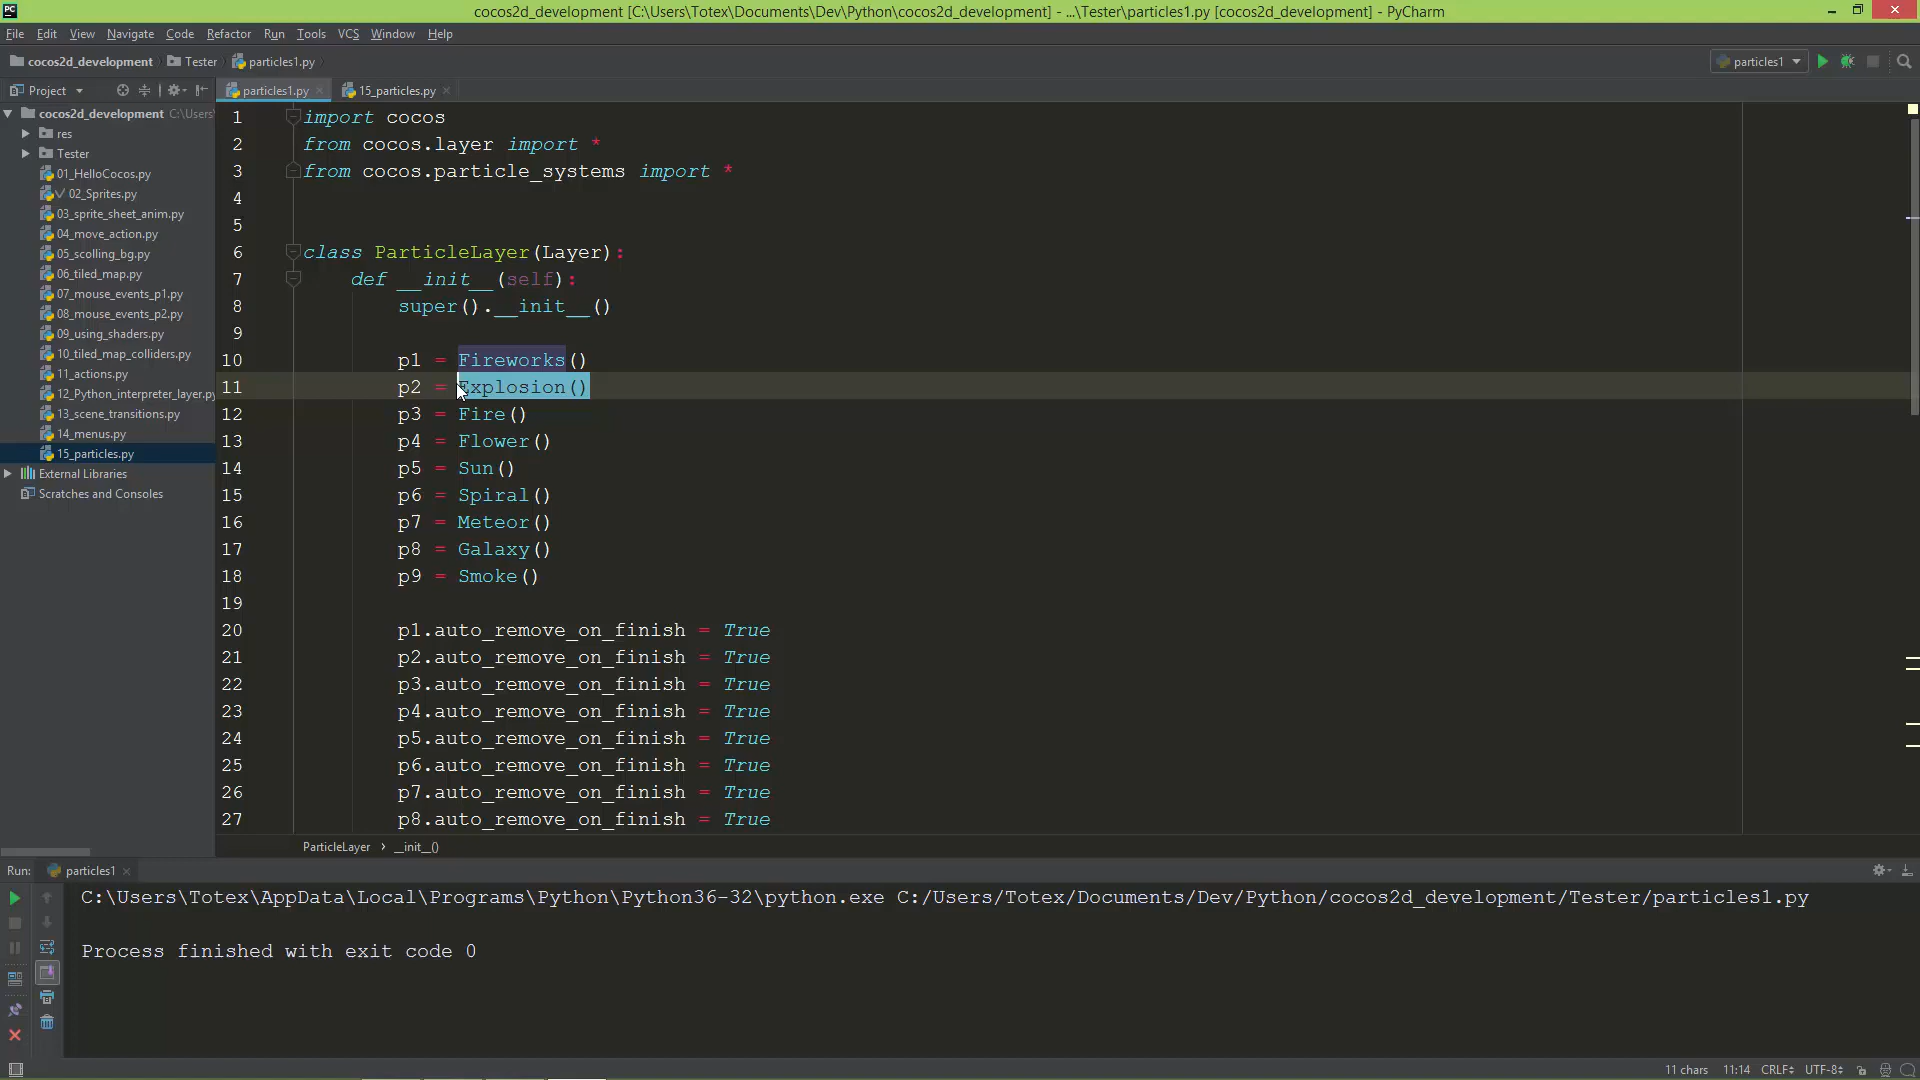 PC
cocos2d_development [C:\Users\Totex\Documents\Dev\Python\cocos2d_development] - ...\Tester\particles1.py [cocos2d_development] - PyCharm
File Edit View Navigate Code Refactor Run Tools VCS Window Help
cocos2d_development Tester particles1.py particles1
Project particles1.py 15_particles.py
cocos2d_development C:\Users
res
Tester
01_HelloCocos.py
02_Sprites.py
03_sprite_sheet_anim.py
04_move_action.py
05_scolling_bg.py
06_tiled_map.py
07_mouse_events_p1.py
08_mouse_events_p2.py
09_using_shaders.py
10_tiled_map_colliders.py
11_actions.py
12_Python_interpreter_layer.py
13_scene_transitions.py
14_menus.py
15_particles.py
External Libraries
Scratches and Consoles
1 import cocos
2 from cocos.layer import *
3 from cocos.particle_systems import *
4
5
6 class ParticleLayer(Layer):
7 def __init__(self):
8 super().__init__()
9
10 p1 = Fireworks()
11 p2 = Explosion()
12 p3 = Fire()
13 p4 = Flower()
14 p5 = Sun()
15 p6 = Spiral()
16 p7 = Meteor()
17 p8 = Galaxy()
18 p9 = Smoke()
19
20 p1.auto_remove_on_finish = True
21 p2.auto_remove_on_finish = True
22 p3.auto_remove_on_finish = True
23 p4.auto_remove_on_finish = True
24 p5.auto_remove_on_finish = True
25 p6.auto_remove_on_finish = True
26 p7.auto_remove_on_finish = True
27 p8.auto_remove_on_finish = True
ParticleLayer › __init__()
Run: particles1
C:\Users\Totex\AppData\Local\Programs\Python\Python36-32\python.exe C:/Users/Totex/Documents/Dev/Python/cocos2d_development/Tester/particles1.py
Process finished with exit code 0
11 chars 11:14 CRLF UTF-8